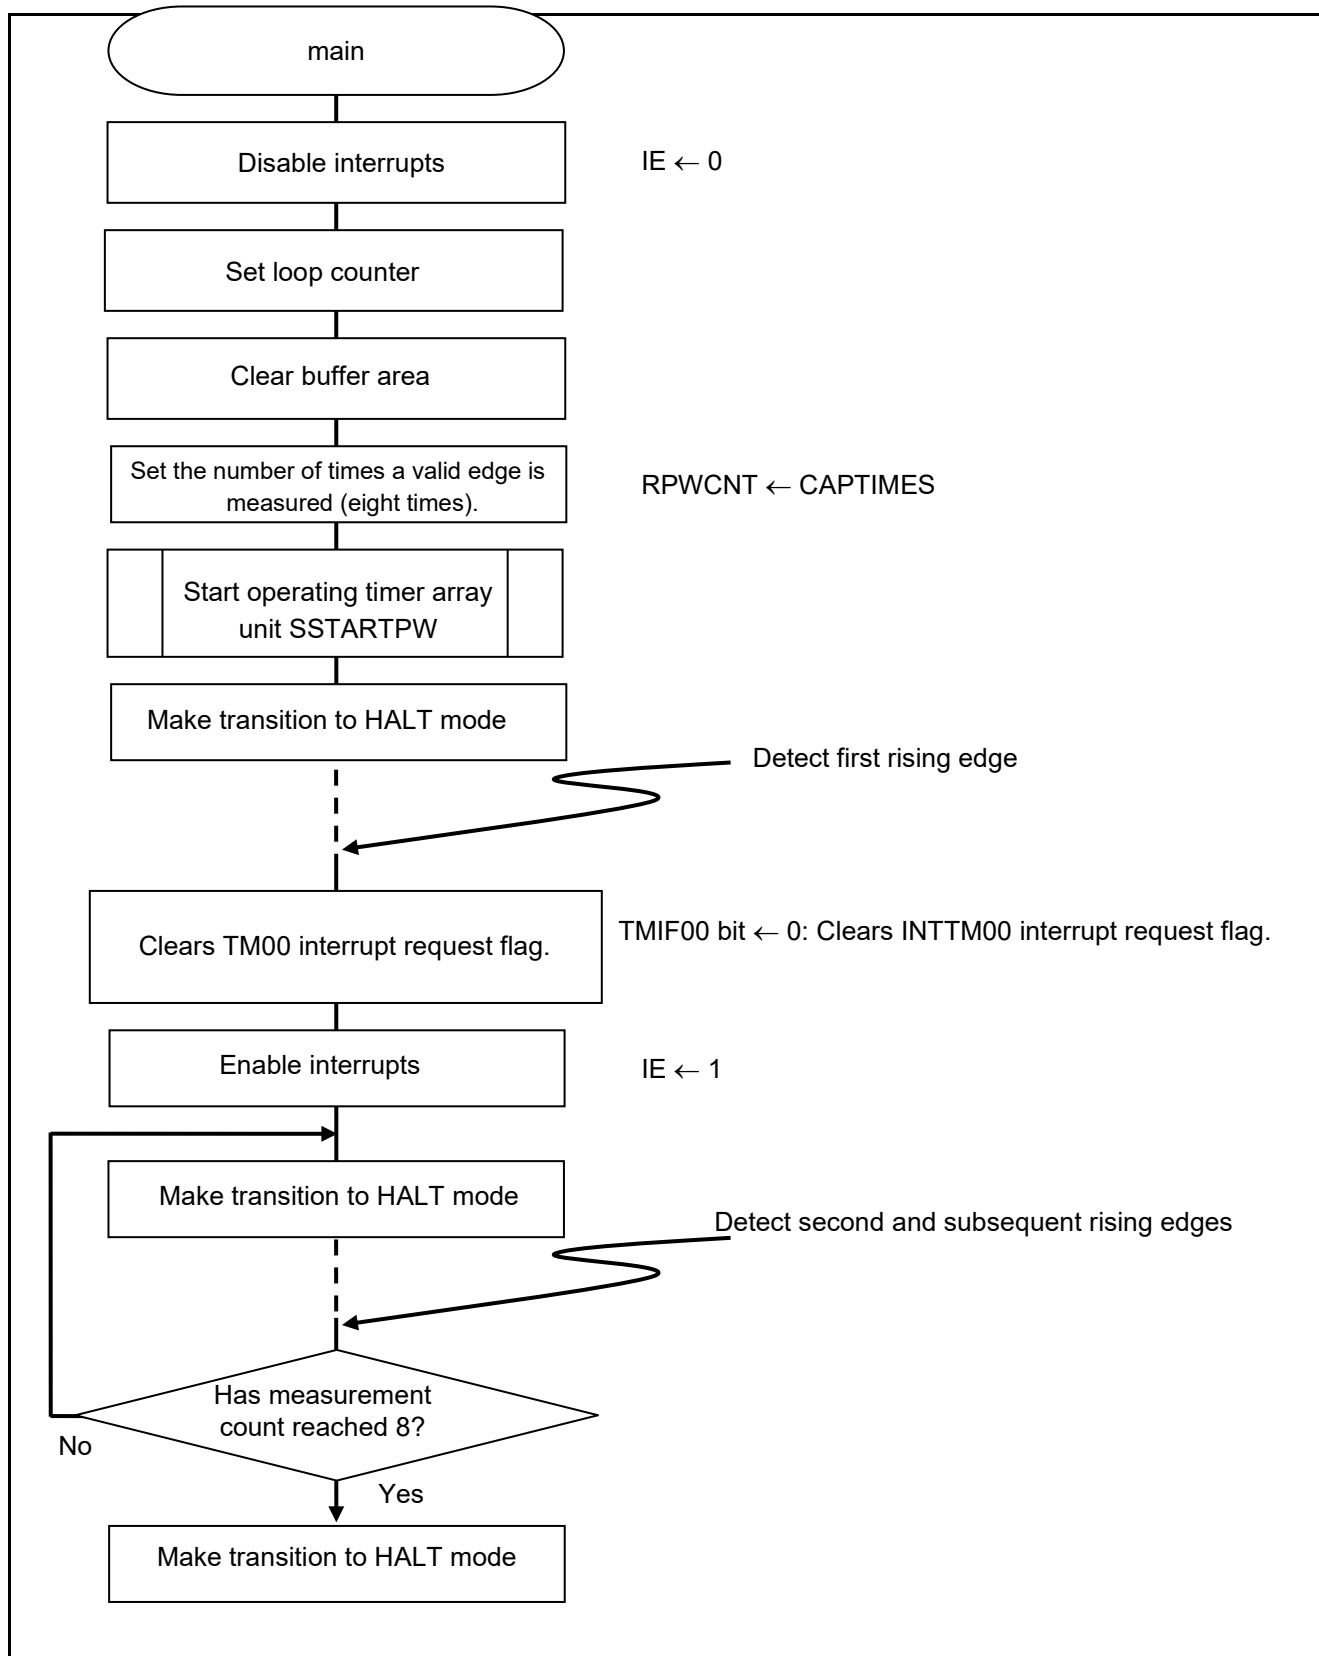 main
Disable interrupts
IE ← 0
Set loop counter
Clear buffer area
Set the number of times a valid edge is
measured (eight times).
RPWCNT ← CAPTIMES
Start operating timer array
unit SSTARTPW
Make transition to HALT mode
Detect first rising edge
Clears TM00 interrupt request flag.
TMIF00 bit ← 0: Clears INTTM00 interrupt request flag.
Enable interrupts
IE ← 1
Make transition to HALT mode
Detect second and subsequent rising edges
Has measurement
count reached 8?
No
Yes
Make transition to HALT mode